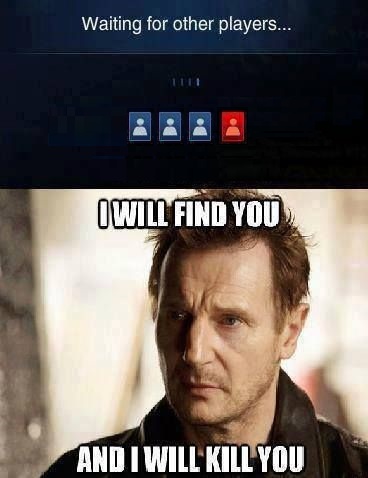 Waiting for other players...
I WILL FIND YOU
AND I WILL KILL YOU